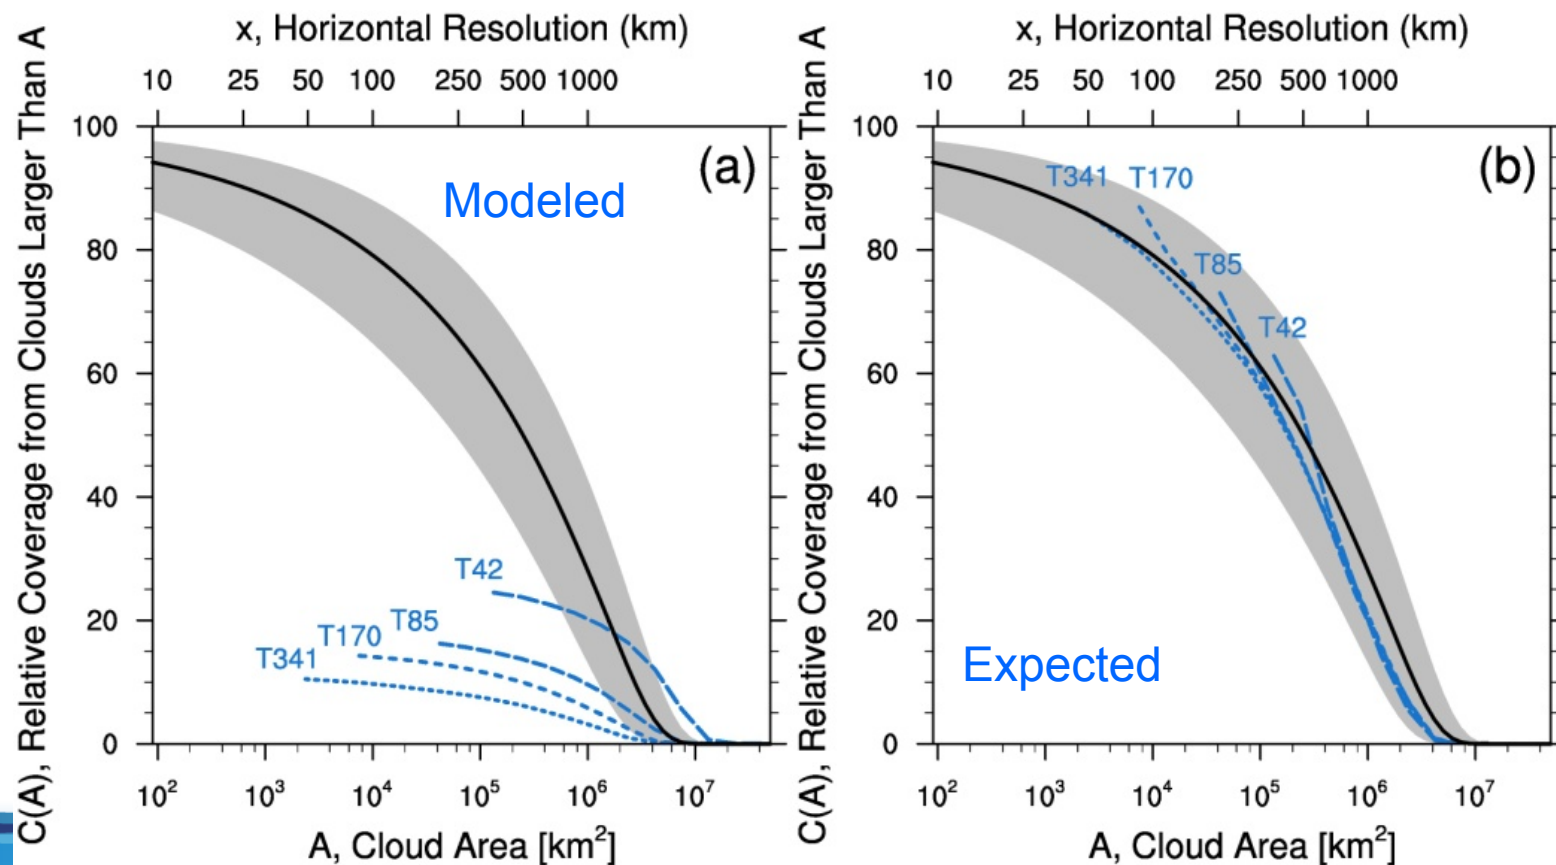 x, Horizontal Resolution (km)
10 25 50 100 250 500 1000
C(A), Relative Coverage from Clouds Larger Than A
100
80
60
40
20
0
(a)
Modeled
T42
T85
T170
T341
10² 10³ 10⁴ 10⁵ 10⁶ 10⁷
A, Cloud Area [km²]
x, Horizontal Resolution (km)
10 25 50 100 250 500 1000
C(A), Relative Coverage from Clouds Larger Than A
100
80
60
40
20
0
(b)
T341 T170
T85
T42
Expected
10² 10³ 10⁴ 10⁵ 10⁶ 10⁷
A, Cloud Area [km²]